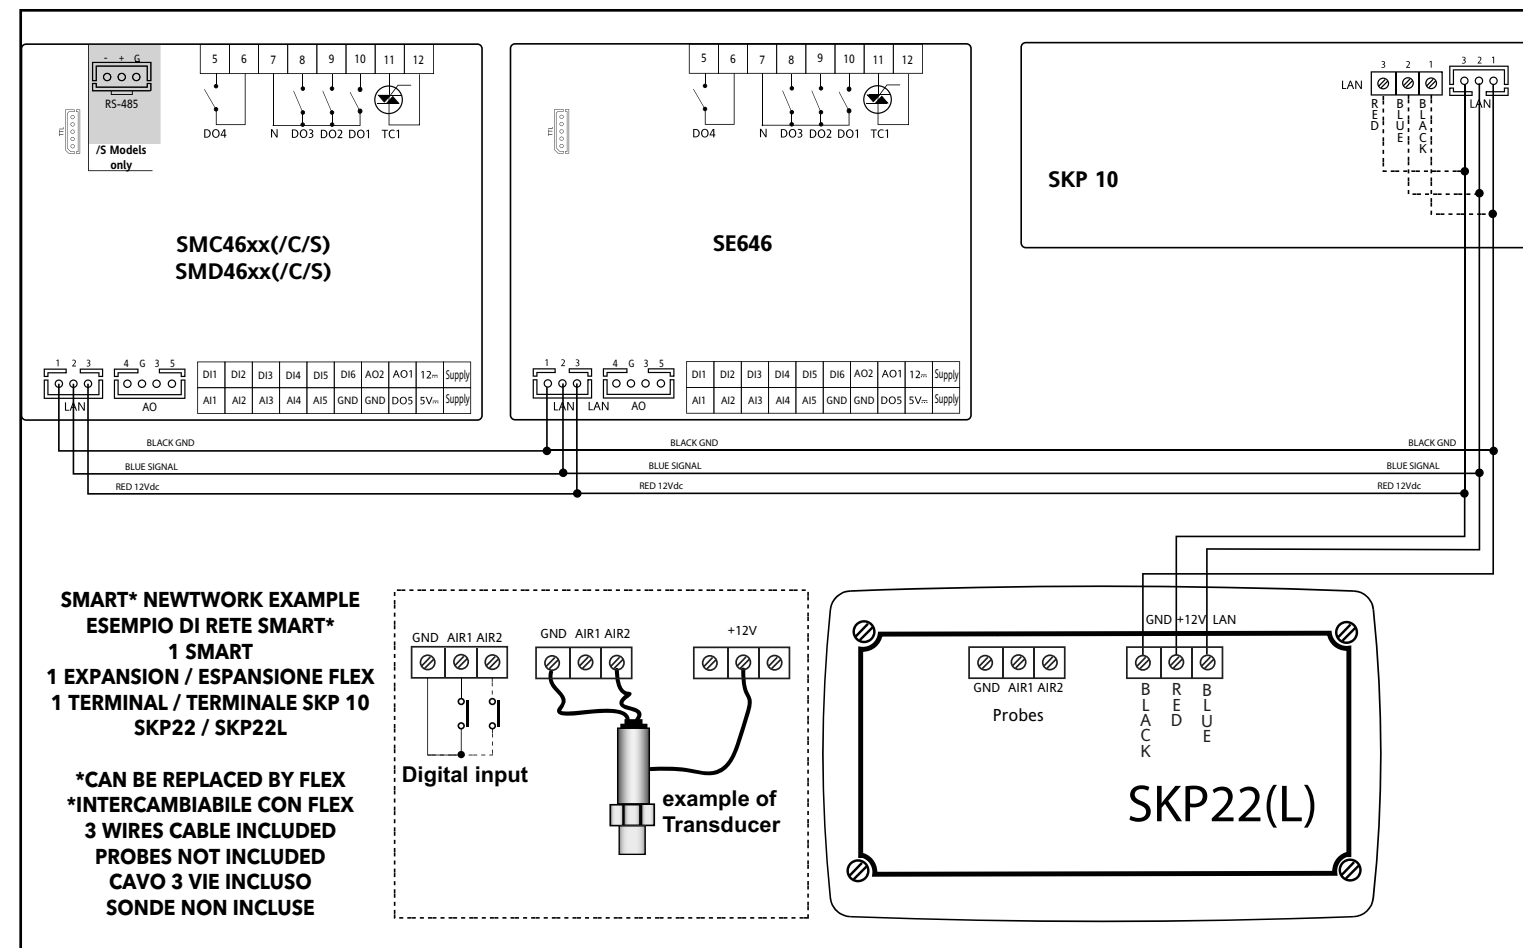 - + G
RS-485
TTL
/S Models
only
5 6 7 8 9 10 11 12
DO4 N DO3 DO2 DO1 TC1
SMC46xx(/C/S)
SMD46xx(/C/S)
1 2 3
LAN
4 G 3 5
AO
DI1 DI2 DI3 DI4 DI5 DI6 AO2 AO1 12⎓ Supply
AI1 AI2 AI3 AI4 AI5 GND GND DO5 5V⎓ Supply
5 6 7 8 9 10 11 12
TTL
DO4 N DO3 DO2 DO1 TC1
SE646
1 2 3
LAN LAN
4 G 3 5
AO
DI1 DI2 DI3 DI4 DI5 DI6 AO2 AO1 12⎓ Supply
AI1 AI2 AI3 AI4 AI5 GND GND DO5 5V⎓ Supply
3 2 1
LAN
RED
BLUE
BLACK
3 2 1
LAN
SKP 10
BLACK GND BLACK GND BLACK GND
BLUE SIGNAL BLUE SIGNAL BLUE SIGNAL
RED 12Vdc RED 12Vdc RED 12Vdc
SMART* NEWTWORK EXAMPLE
ESEMPIO DI RETE SMART*
1 SMART
1 EXPANSION / ESPANSIONE FLEX
1 TERMINAL / TERMINALE SKP 10
SKP22 / SKP22L
*CAN BE REPLACED BY FLEX
*INTERCAMBIABILE CON FLEX
3 WIRES CABLE INCLUDED
PROBES NOT INCLUDED
CAVO 3 VIE INCLUSO
SONDE NON INCLUSE
GND AIR1 AIR2
Digital input
GND AIR1 AIR2
+12V
example of
Transducer
GND AIR1 AIR2
Probes
GND +12V LAN
BLACK
RED
BLUE
SKP22(L)